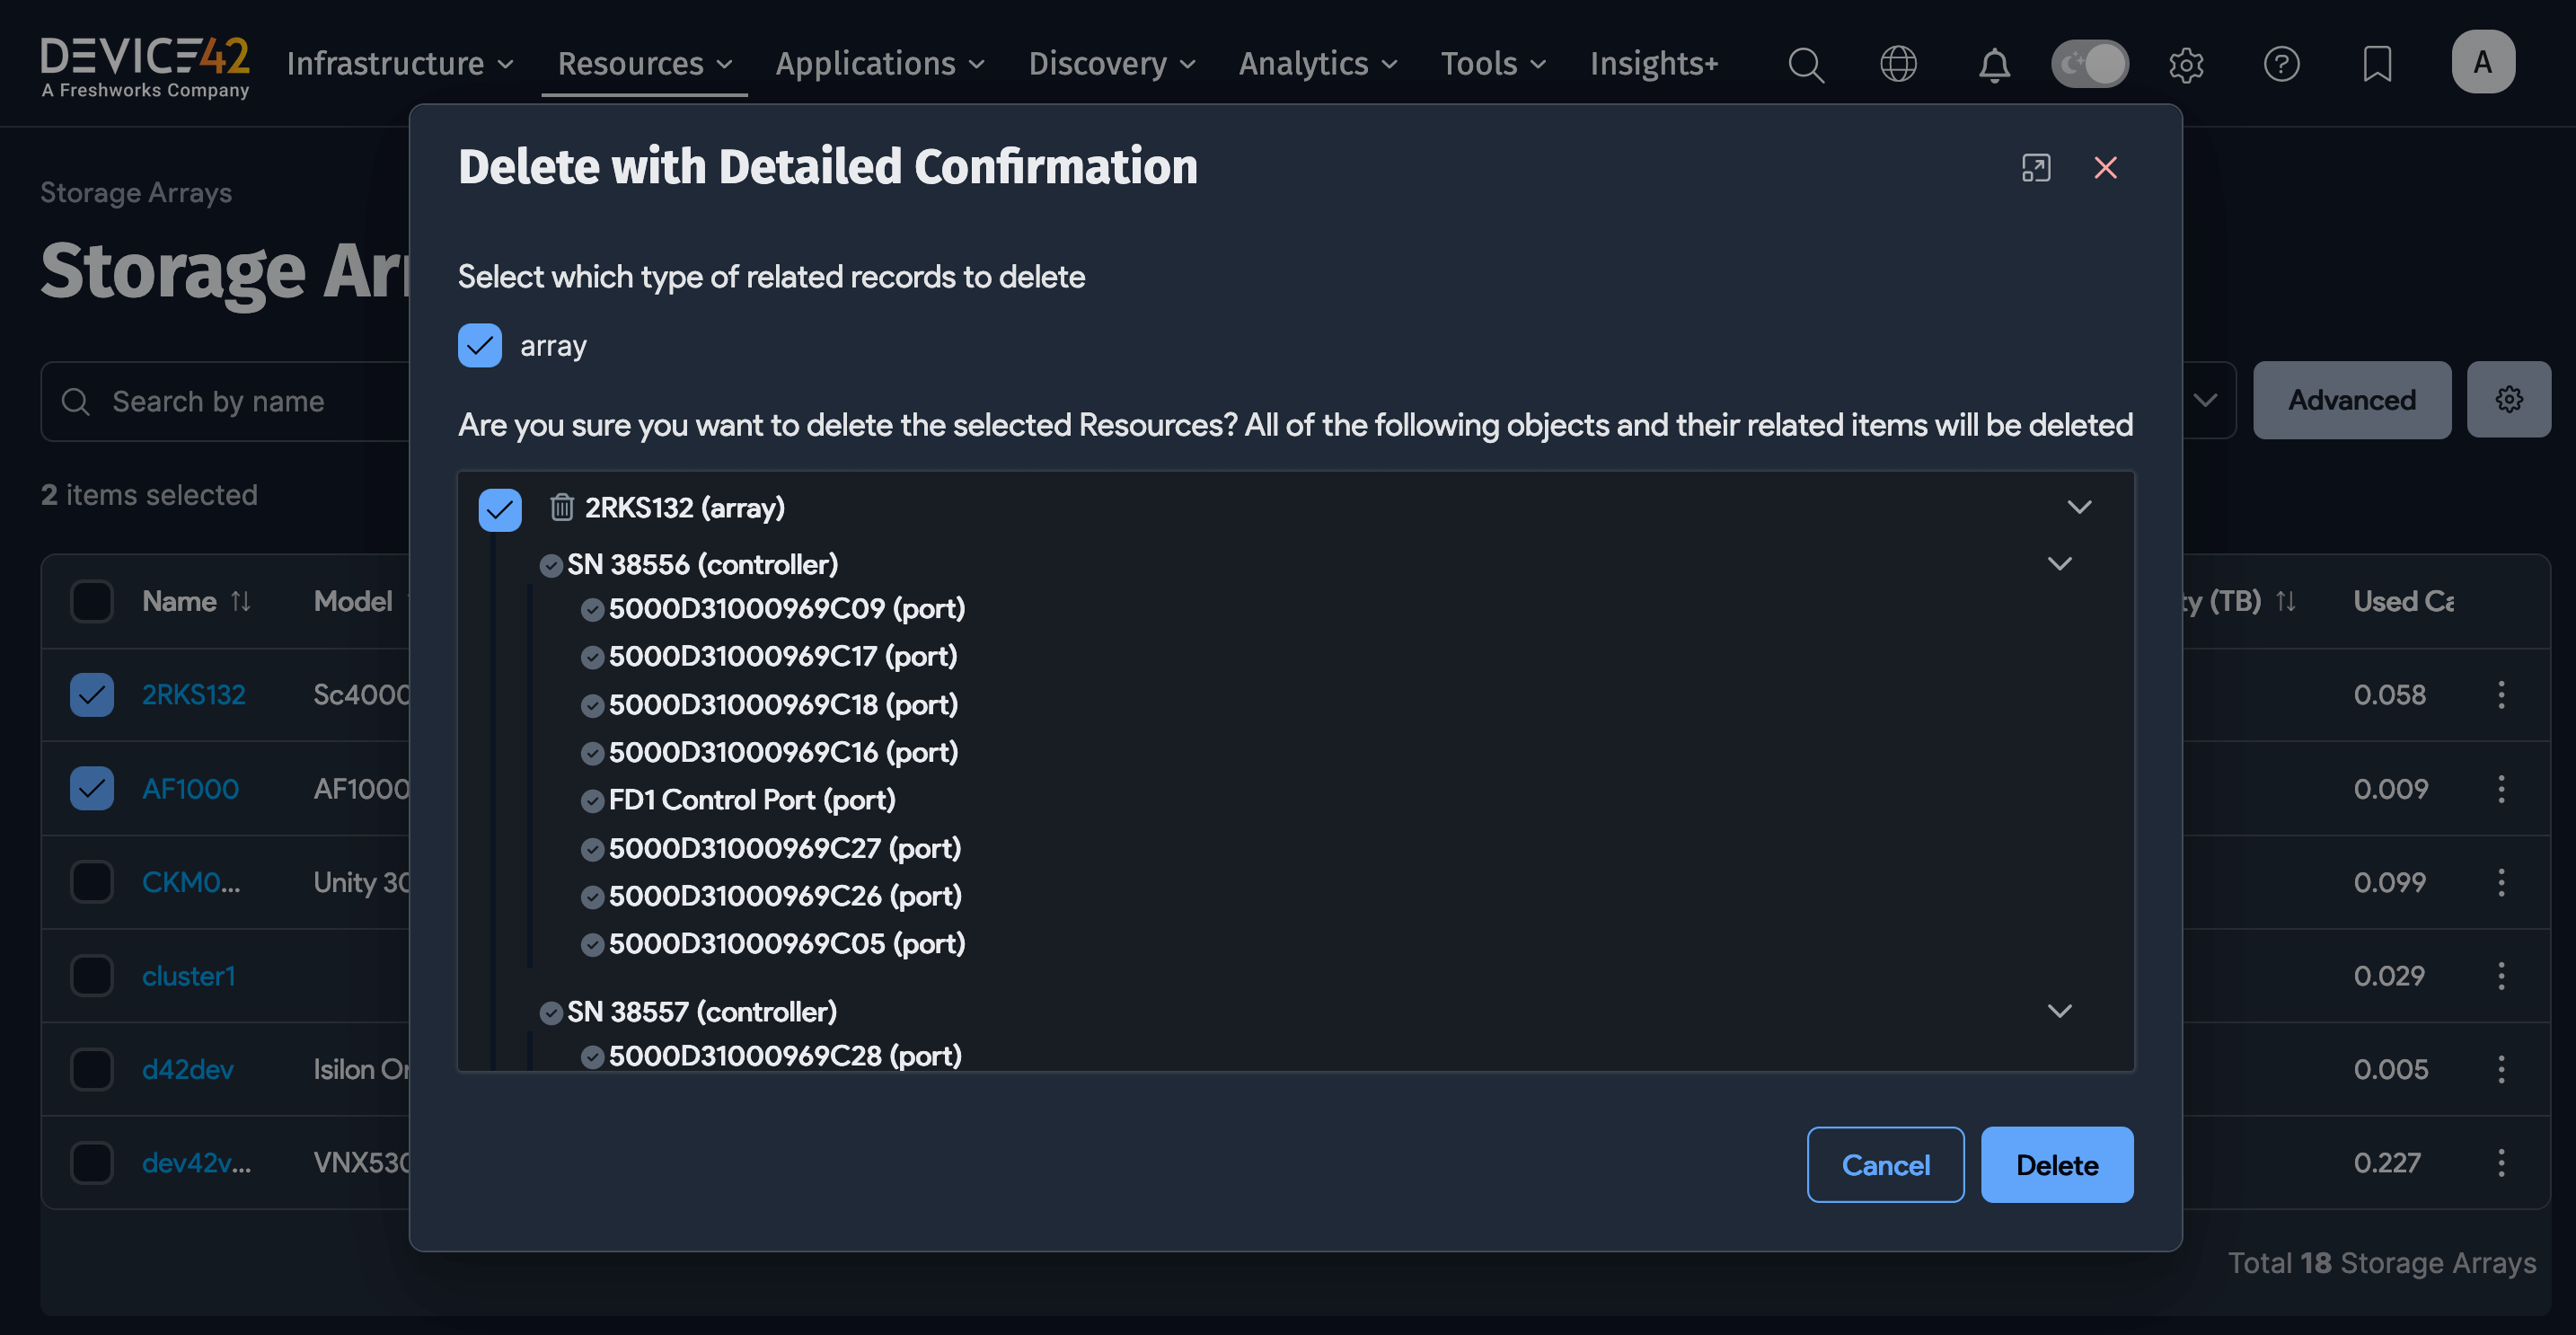 DEVICE42
A Freshworks Company
Infrastructure Resources Applications Discovery Analytics Tools Insights+ A
Storage Arrays
Storage Arr
Search by name
2 items selected
Advanced
Name Model ty (TB) Used Ca
2RKS132 Sc4000 0.058
AF1000 AF1000 0.009
CKM0... Unity 30 0.099
cluster1 0.029
d42dev Isilon On 0.005
dev42v... VNX530 0.227
Total 18 Storage Arrays
Delete with Detailed Confirmation
Select which type of related records to delete
array
Are you sure you want to delete the selected Resources? All of the following objects and their related items will be deleted
2RKS132 (array)
SN 38556 (controller)
5000D31000969C09 (port)
5000D31000969C17 (port)
5000D31000969C18 (port)
5000D31000969C16 (port)
FD1 Control Port (port)
5000D31000969C27 (port)
5000D31000969C26 (port)
5000D31000969C05 (port)
SN 38557 (controller)
5000D31000969C28 (port)
Cancel Delete